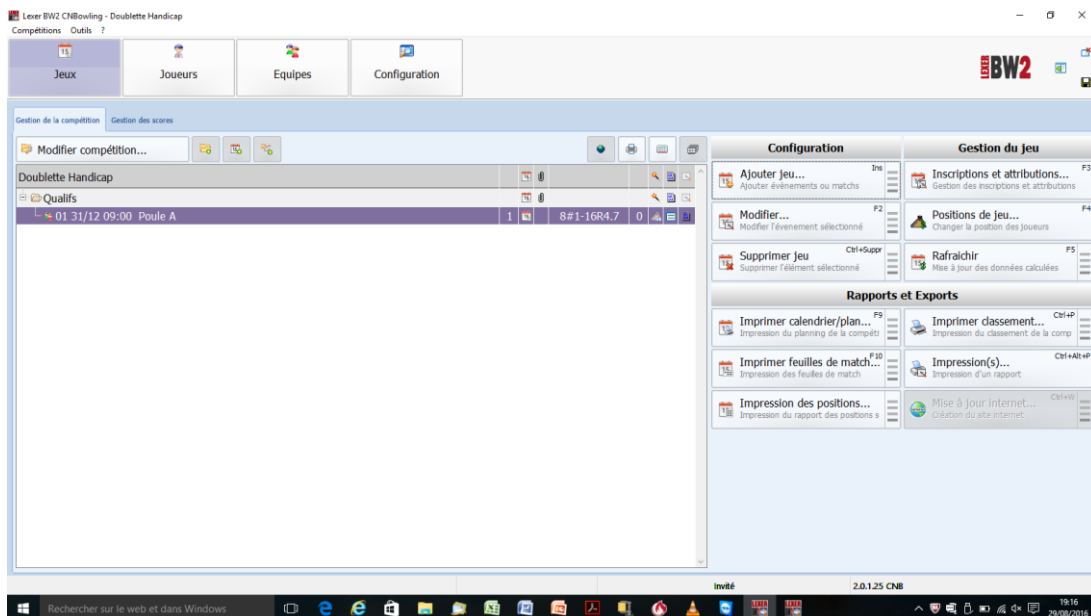 Lexer BW2 CNBowling - Doublette Handicap
Compétitions Outils ?
Jeux
Joueurs
Equipes
Configuration
LEXER BW2
Gestion de la compétition
Gestion des scores
Modifier compétition...
Doublette Handicap
Qualifs
01 31/12 09:00 Poule A 1 8#1-16R4.7 0
Configuration
Gestion du jeu
Ajouter jeu... Ins
Ajouter évènements ou matchs
Inscriptions et attributions... F3
Gestion des inscriptions et attributions
Modifier... F2
Modifier l'évenement sélectionné
Positions de jeu... F4
Changer la position des joueurs
Supprimer jeu Ctrl+Suppr
Supprimer l'élément sélectionné
Rafraichir F5
Mise à jour des données calculées
Rapports et Exports
Imprimer calendrier/plan... F9
Impression du planning de la compéti
Imprimer classement... Ctrl+P
Impression du classement de la comp
Imprimer feuilles de match... F10
Impression des feuilles de match
Impression(s)... Ctrl+Alt+P
Impression d'un rapport
Impression des positions...
Impression du rapport des positions s
Mise à jour internet... Ctrl+W
Création du site internet
Invité
2.0.1.25 CNB
Rechercher sur le web et dans Windows
19:16
29/08/2016